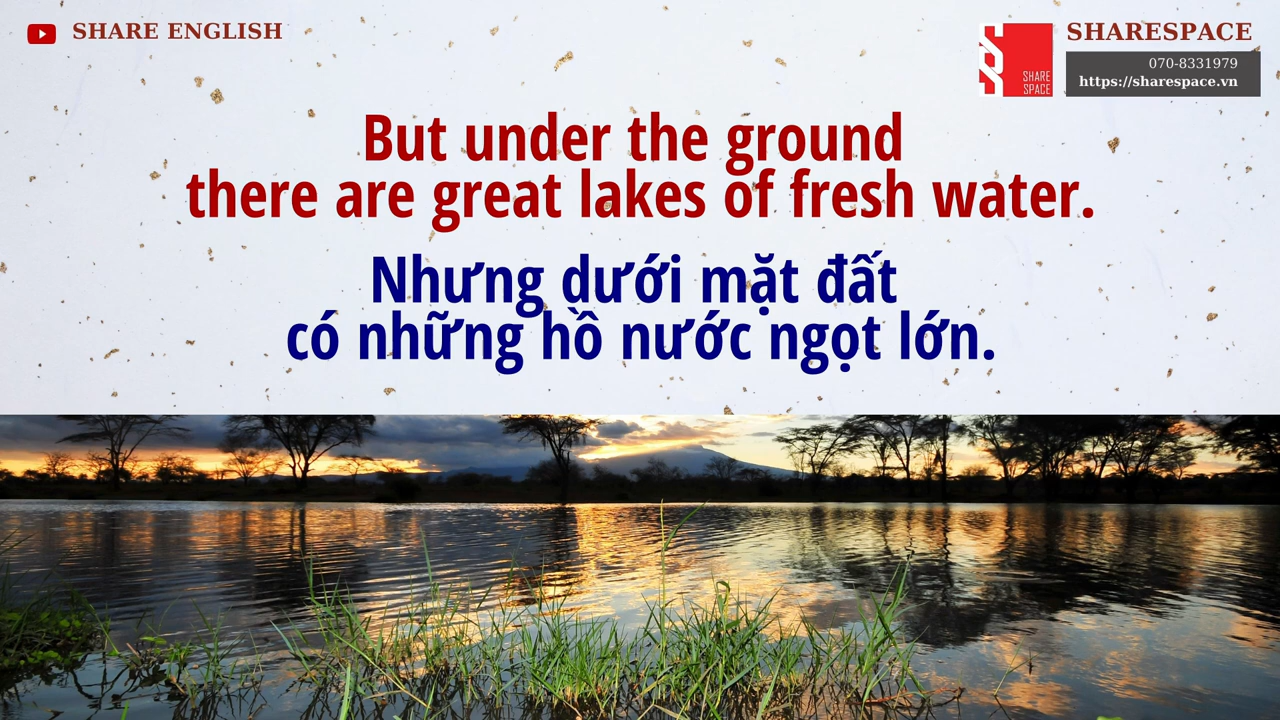 SHARE ENGLISH
SHARESPACE
070-8331979
https://sharespace.vn
SHARE
SPACE
But under the ground
there are great lakes of fresh water.
Nhưng dưới mặt đất
có những hồ nước ngọt lớn.